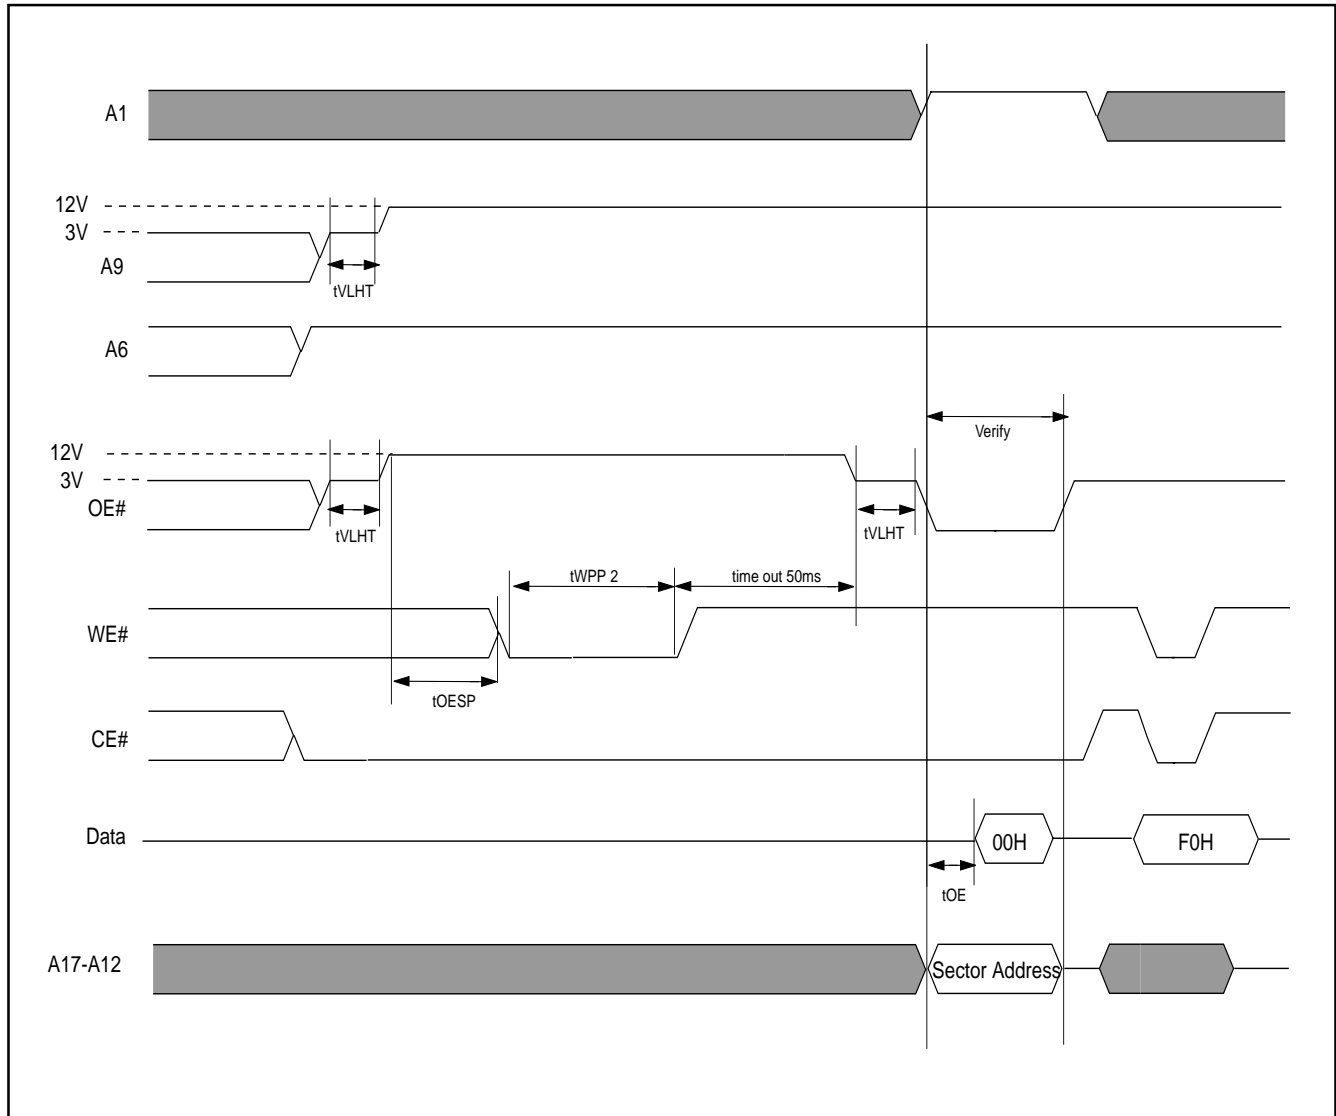 A1
12V
3V
A9
tVLHT
A6
Verify
12V
3V
OE#
tVLHT
tVLHT
tWPP 2
time out 50ms
WE#
tOESP
CE#
Data
00H
F0H
tOE
A17-A12
Sector Address